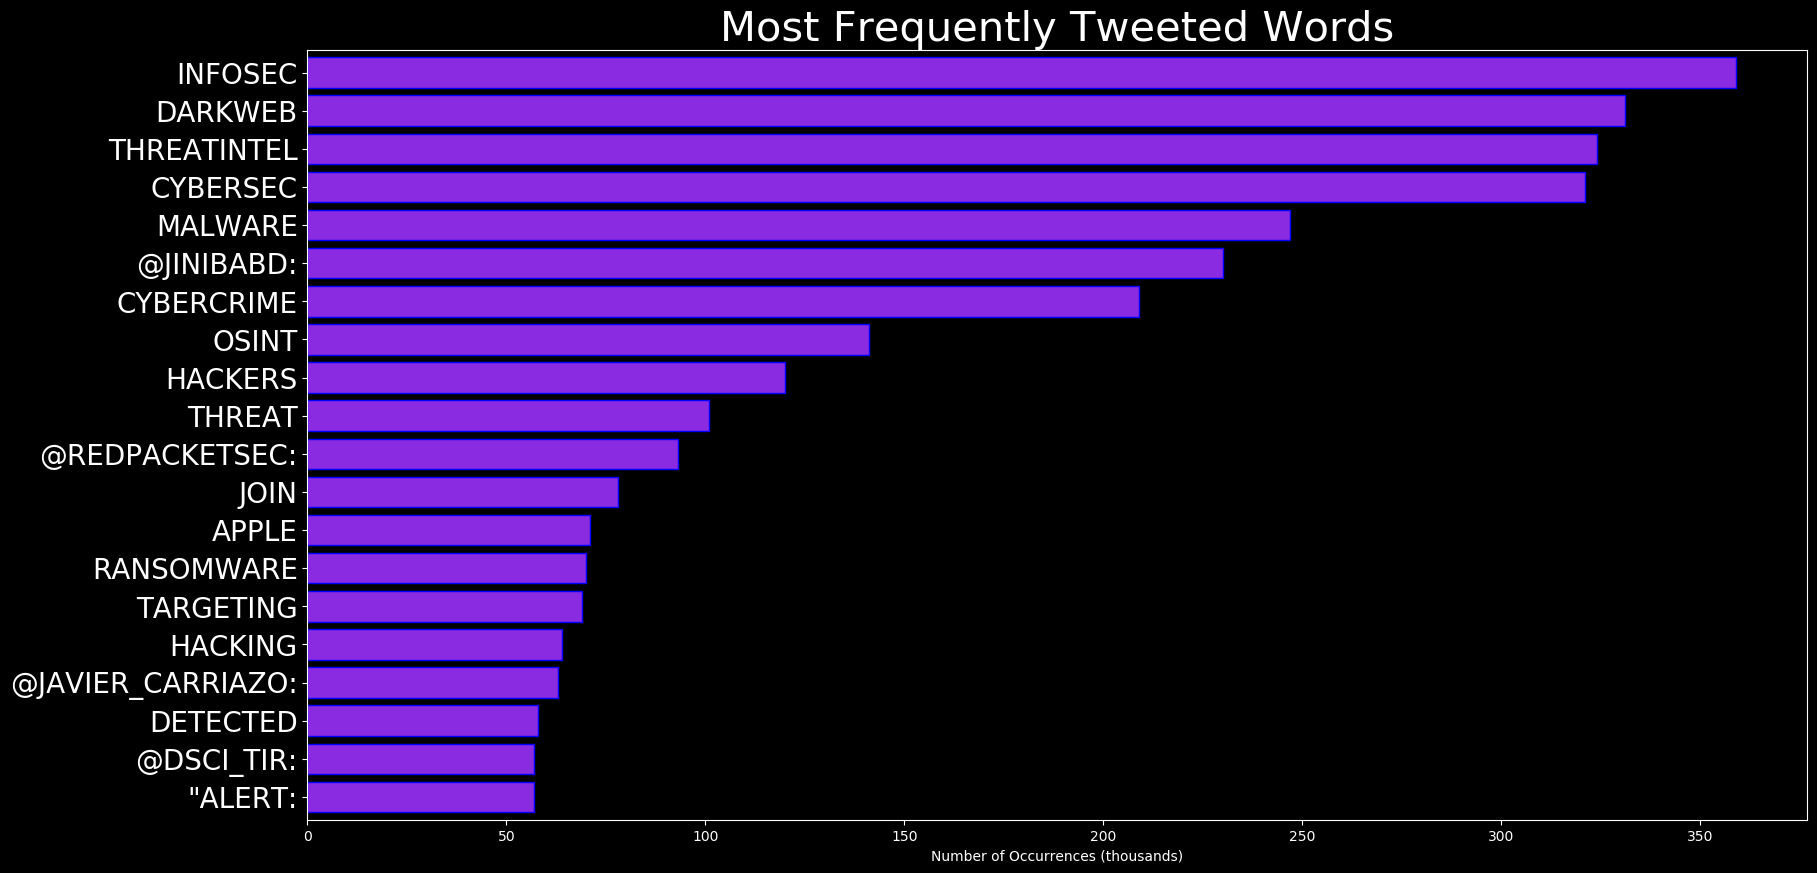 Most Frequently Tweeted Words
INFOSEC
DARKWEB
THREATINTEL
CYBERSEC
MALWARE
@JINIBABD:
CYBERCRIME
OSINT
HACKERS
THREAT
@REDPACKETSEC:
JOIN
APPLE
RANSOMWARE
TARGETING
HACKING
@JAVIER_CARRIAZO:
DETECTED
@DSCI_TIR:
"ALERT:
0 50 100 150 200 250 300 350
Number of Occurrences (thousands)